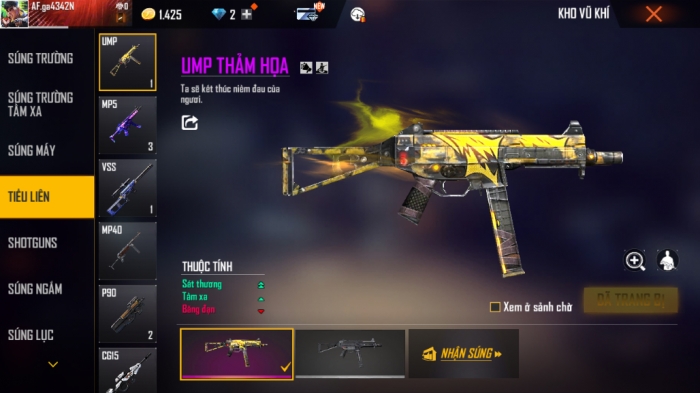 AF.ga4342N
0
1.425
2
NEW
KHO VŨ KHÍ
SÚNG TRƯỜNG
SÚNG TRƯỜNG
TẦM XA
SÚNG MÁY
TIỂU LIÊN
SHOTGUNS
SÚNG NGẮM
SÚNG LỤC
UMP
1
MP5
3
VSS
1
MP40
P90
2
CG15
UMP THẢM HỌA
Ta sẽ kết thúc niềm đau của
ngươi.
THUỘC TÍNH
Sát thương
Tầm xa
Băng đạn
Xem ở sảnh chờ
ĐÃ TRANG BỊ
NHẬN SÚNG